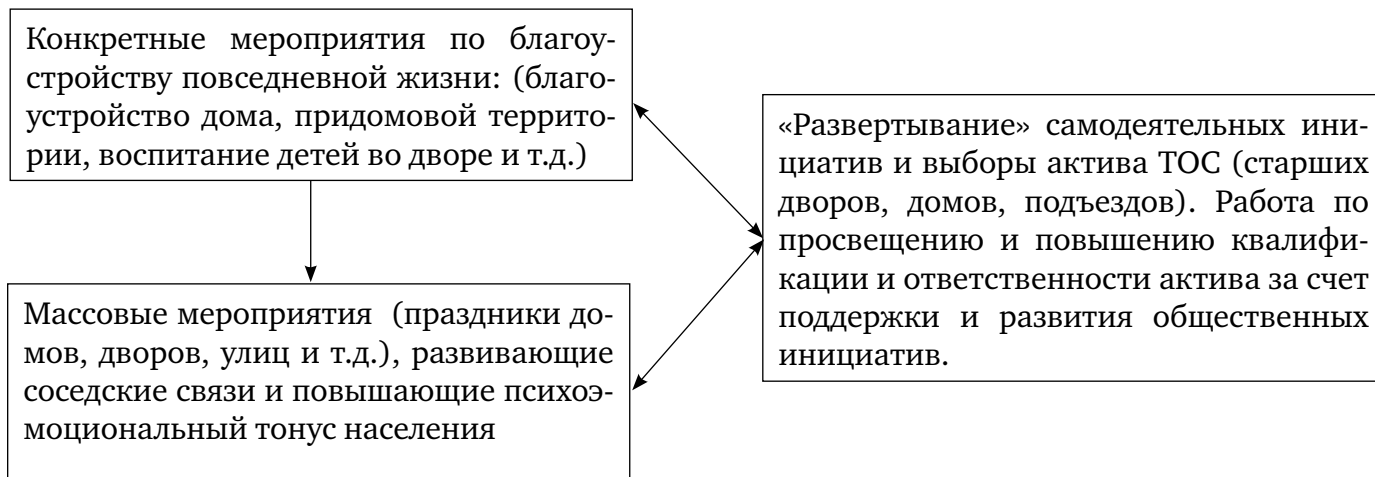 Конкретные мероприятия по благоу-
стройству повседневной жизни: (благо-
устройство дома, придомовой террито-
рии, воспитание детей во дворе и т.д.)
Массовые мероприятия (праздники до-
мов, дворов, улиц и т.д.), развивающие
соседские связи и повышающие психоэ-
моциональный тонус населения
«Развертывание» самодеятельных ини-
циатив и выборы актива ТОС (старших
дворов, домов, подъездов). Работа по
просвещению и повышению квалифи-
кации и ответственности актива за счет
поддержки и развития общественных
инициатив.